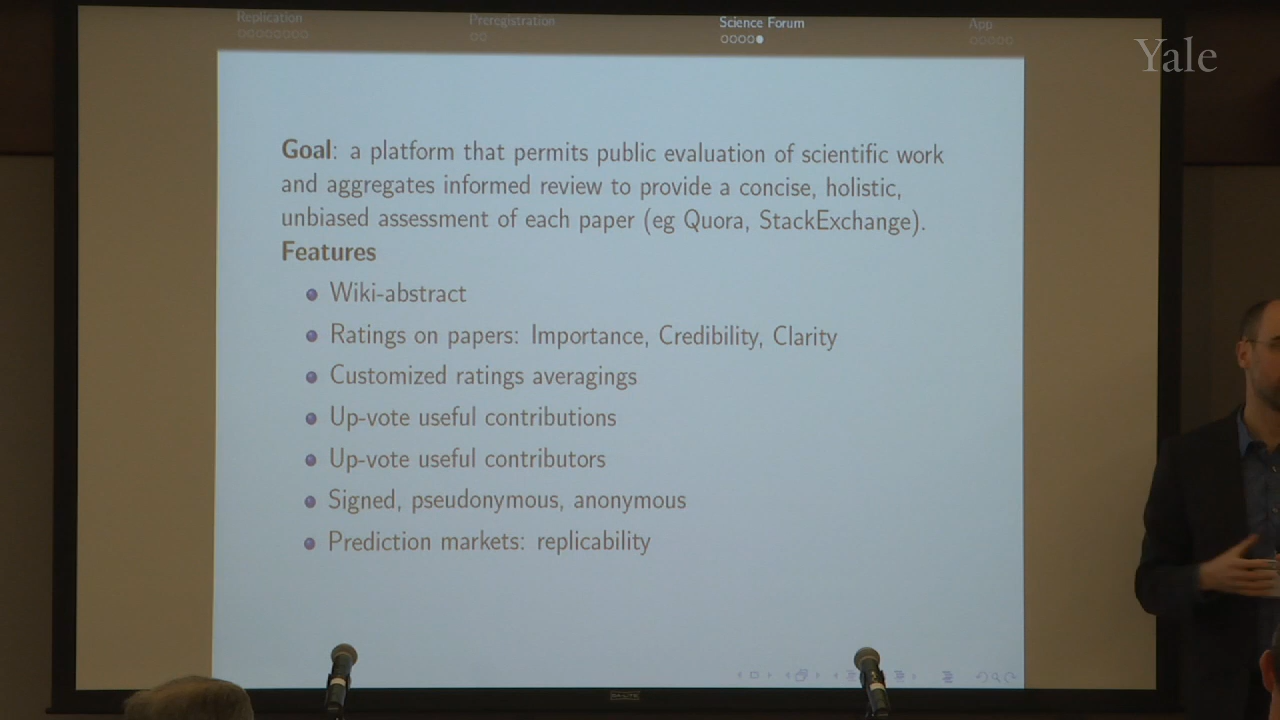 Replication Preregistration Science Forum App
Yale
Goal: a platform that permits public evaluation of scientific work
and aggregates informed review to provide a concise, holistic,
unbiased assessment of each paper (eg Quora, StackExchange).
Features
Wiki-abstract
Ratings on papers: Importance, Credibility, Clarity
Customized ratings averagings
Up-vote useful contributions
Up-vote useful contributors
Signed, pseudonymous, anonymous
Prediction markets: replicability
DA-LITE